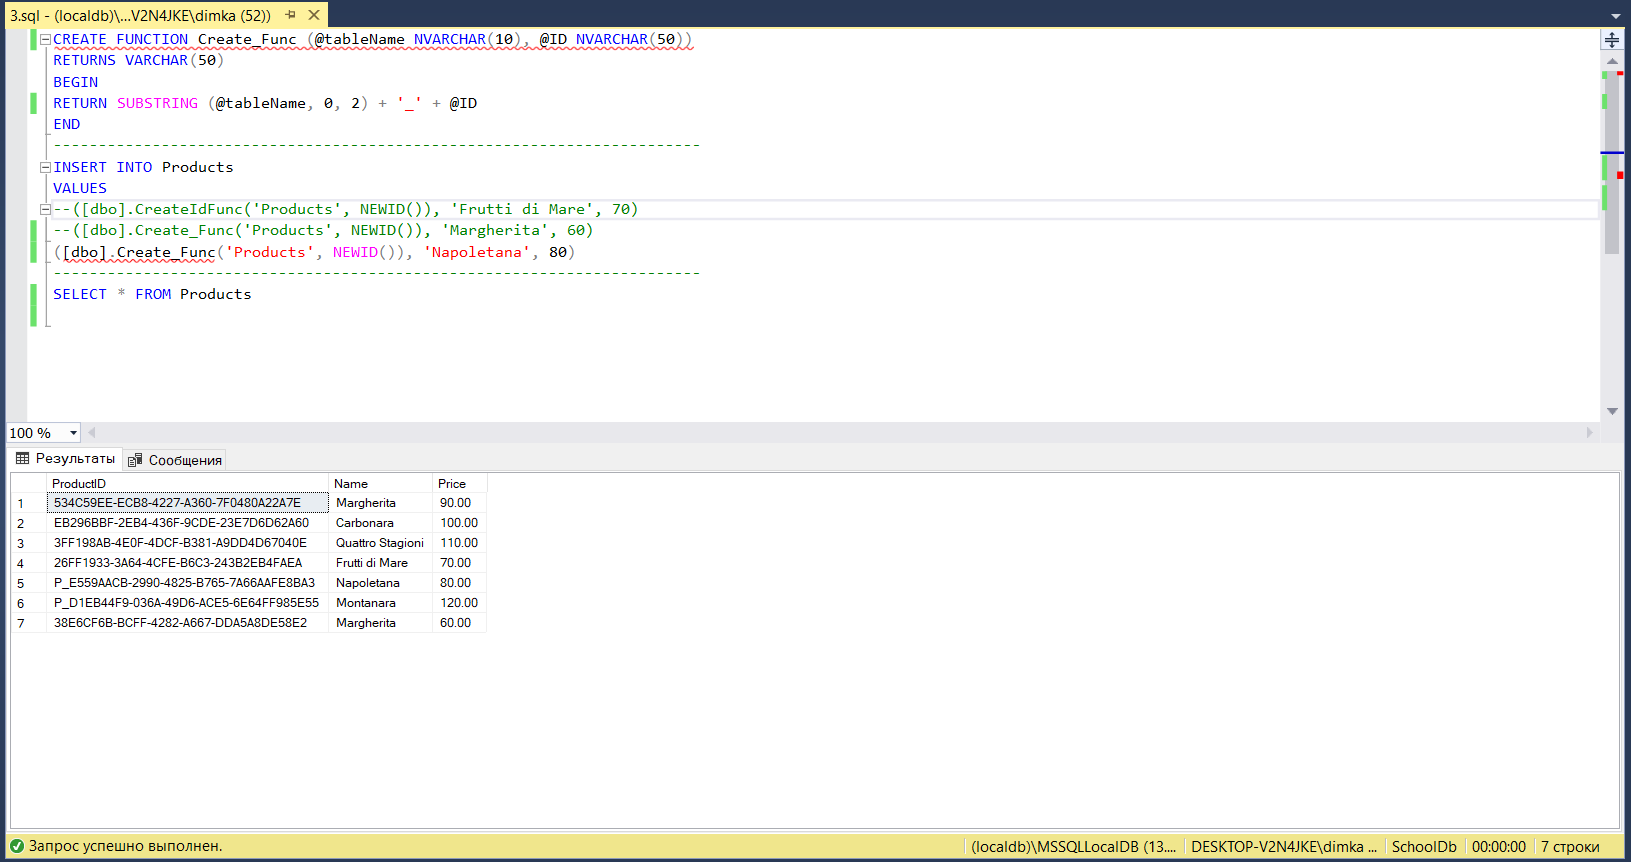 3.sql - (localdb)\...V2N4JKE\dimka (52))
CREATE FUNCTION Create_Func (@tableName NVARCHAR(10), @ID NVARCHAR(50))
RETURNS VARCHAR(50)
BEGIN
RETURN SUBSTRING (@tableName, 0, 2) + '_' + @ID
END
------------------------------------------------------------------------
INSERT INTO Products
VALUES
--([dbo].CreateIdFunc('Products', NEWID()), 'Frutti di Mare', 70)
--([dbo].Create_Func('Products', NEWID()), 'Margherita', 60)
([dbo].Create_Func('Products', NEWID()), 'Napoletana', 80)
------------------------------------------------------------------------
SELECT * FROM Products
100 %
Результаты Сообщения
ProductID Name Price
1 534C59EE-ECB8-4227-A360-7F0480A22A7E Margherita 90.00
2 EB296BBF-2EB4-436F-9CDE-23E7D6D62A60 Carbonara 100.00
3 3FF198AB-4E0F-4DCF-B381-A9DD4D67040E Quattro Stagioni 110.00
4 26FF1933-3A64-4CFE-B6C3-243B2EB4FAEA Frutti di Mare 70.00
5 P_E559AACB-2990-4825-B765-7A66AAFE8BA3 Napoletana 80.00
6 P_D1EB44F9-036A-49D6-ACE5-6E64FF985E55 Montanara 120.00
7 38E6CF6B-BCFF-4282-A667-DDA5A8DE58E2 Margherita 60.00
Запрос успешно выполнен. (localdb)\MSSQLLocalDB (13.... DESKTOP-V2N4JKE\dimka ... SchoolDb 00:00:00 7 строки